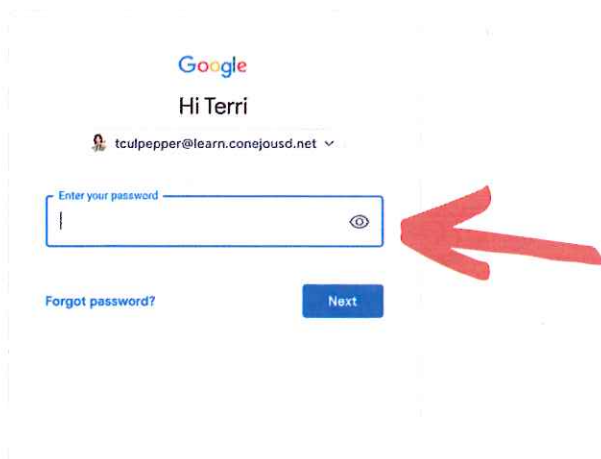 Google
Hi Terri
tculpepper@learn.conejousd.net
Enter your password
Forgot password?
Next